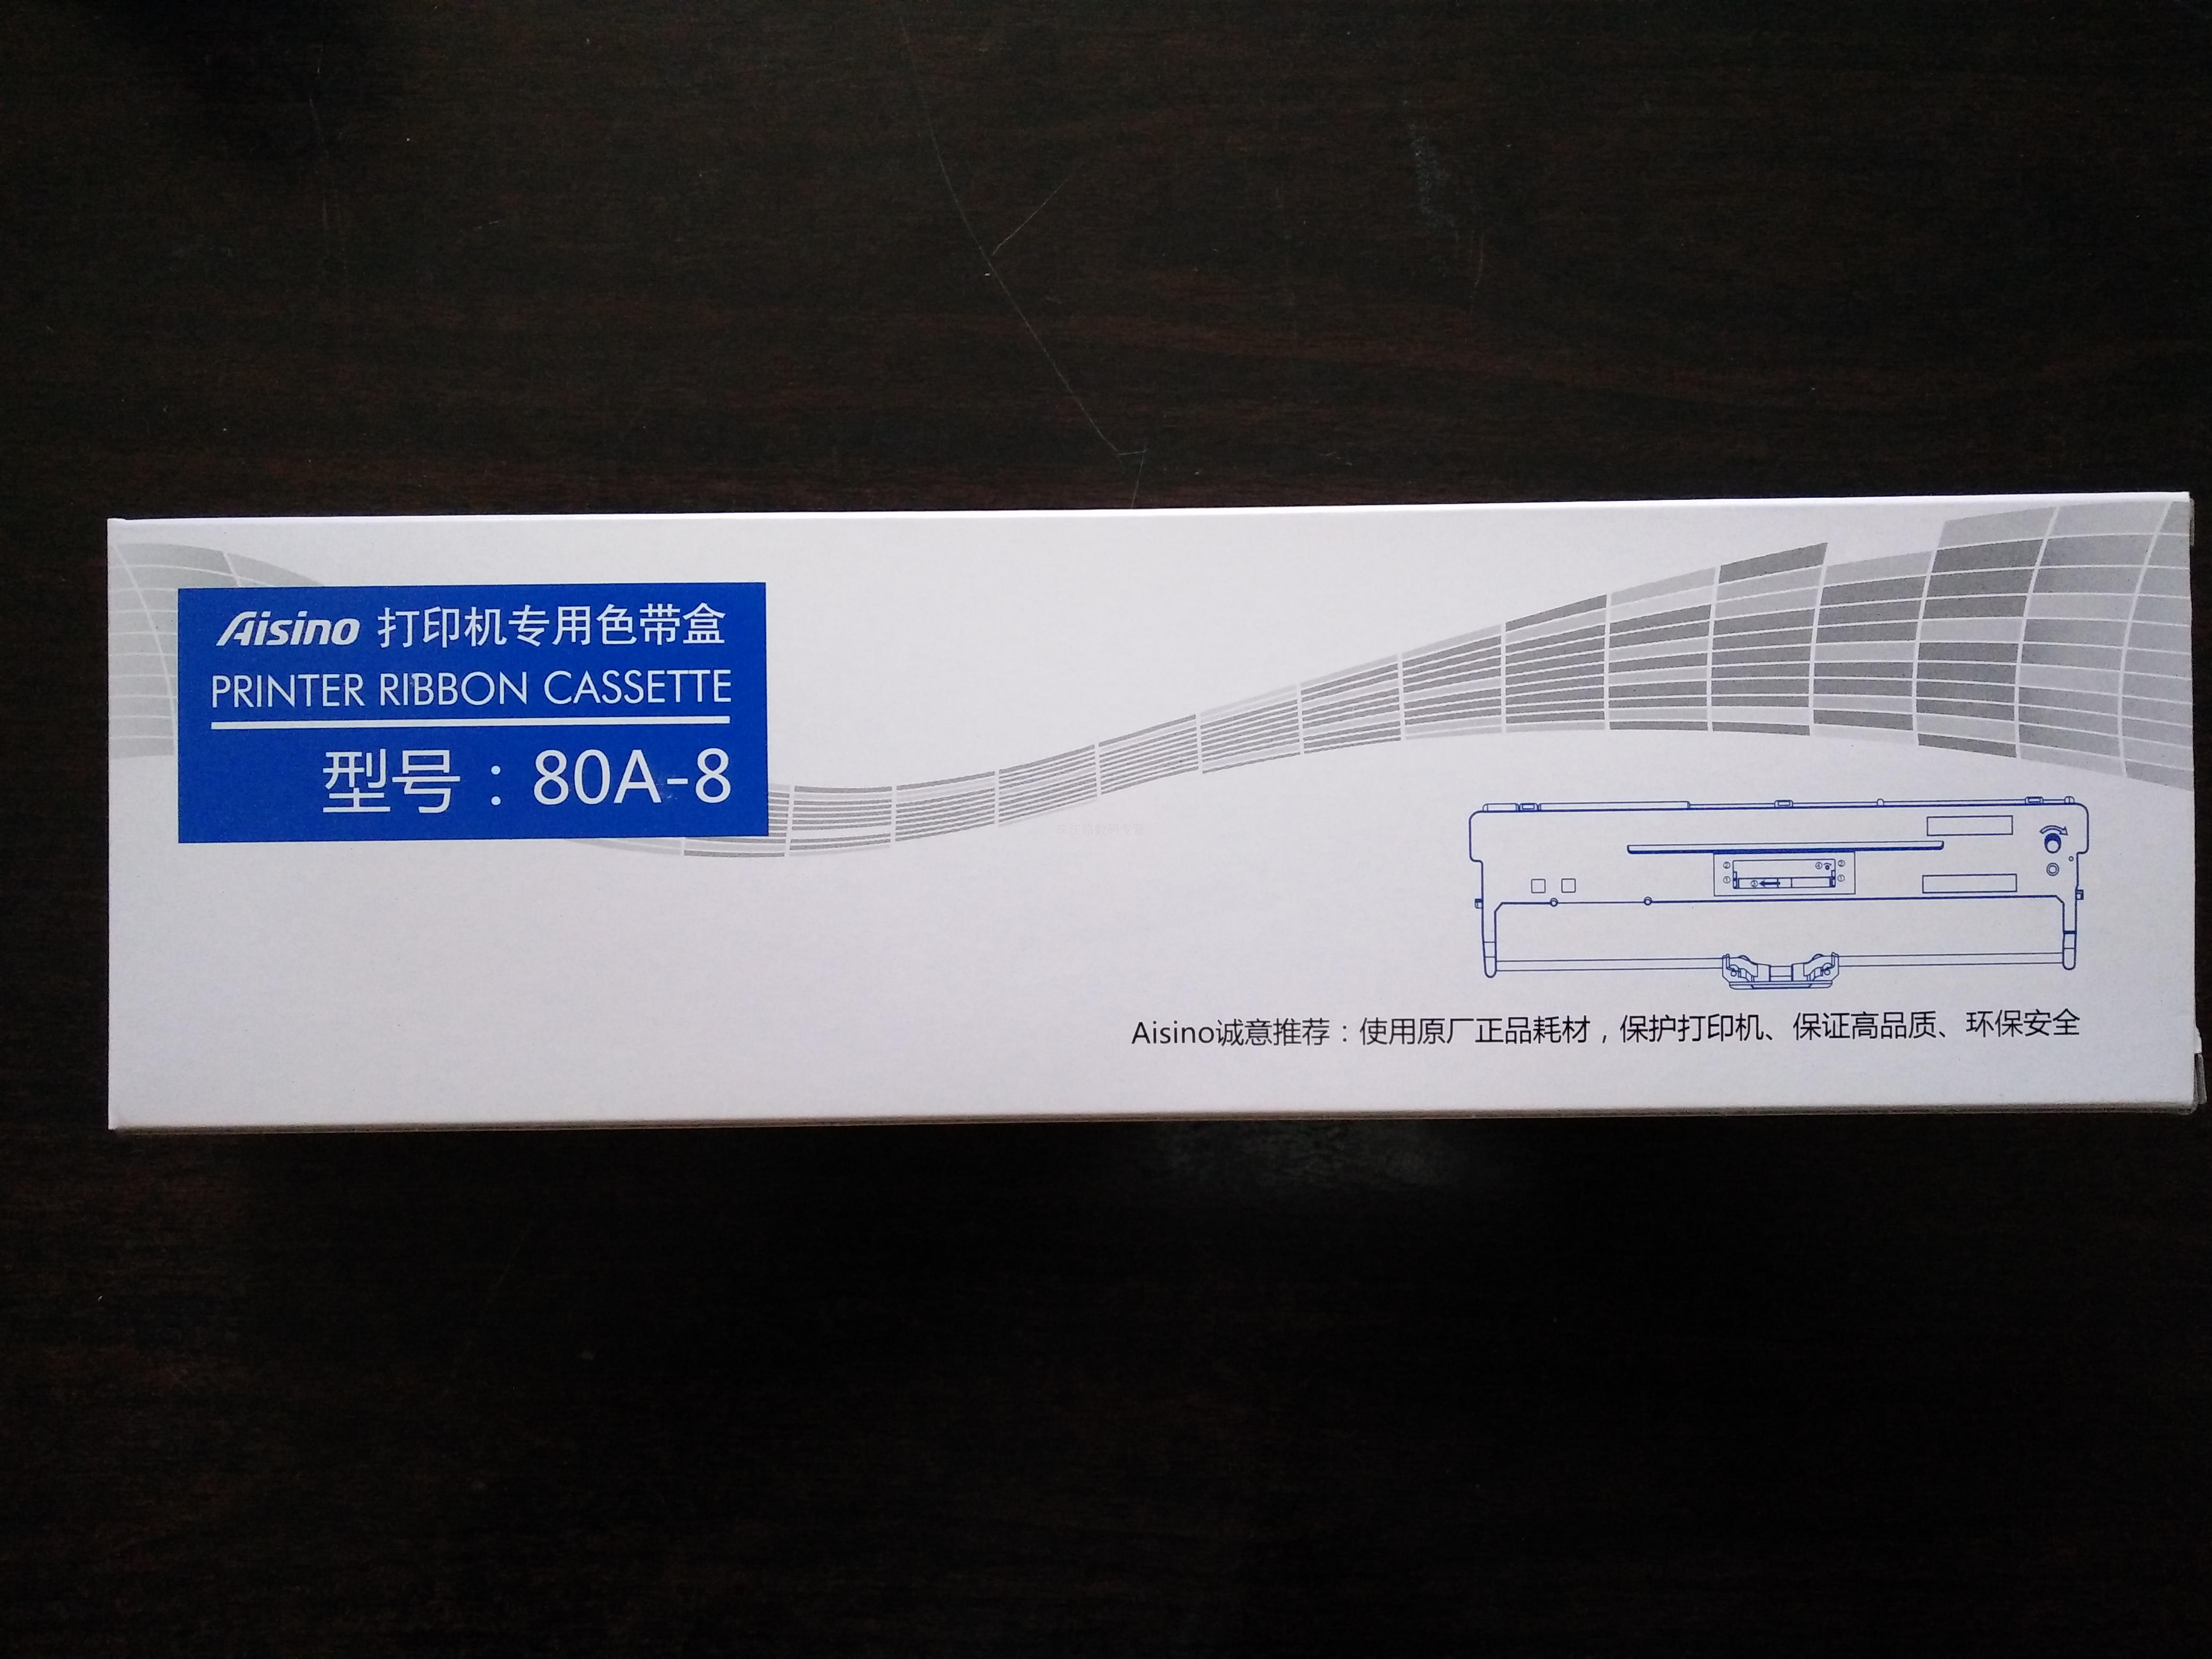 Aisino 打印机专用色带盒
PRINTER RIBBON CASSETTE
型号：80A-8
Aisino诚意推荐：使用原厂正品耗材，保护打印机、保证高品质、环保安全